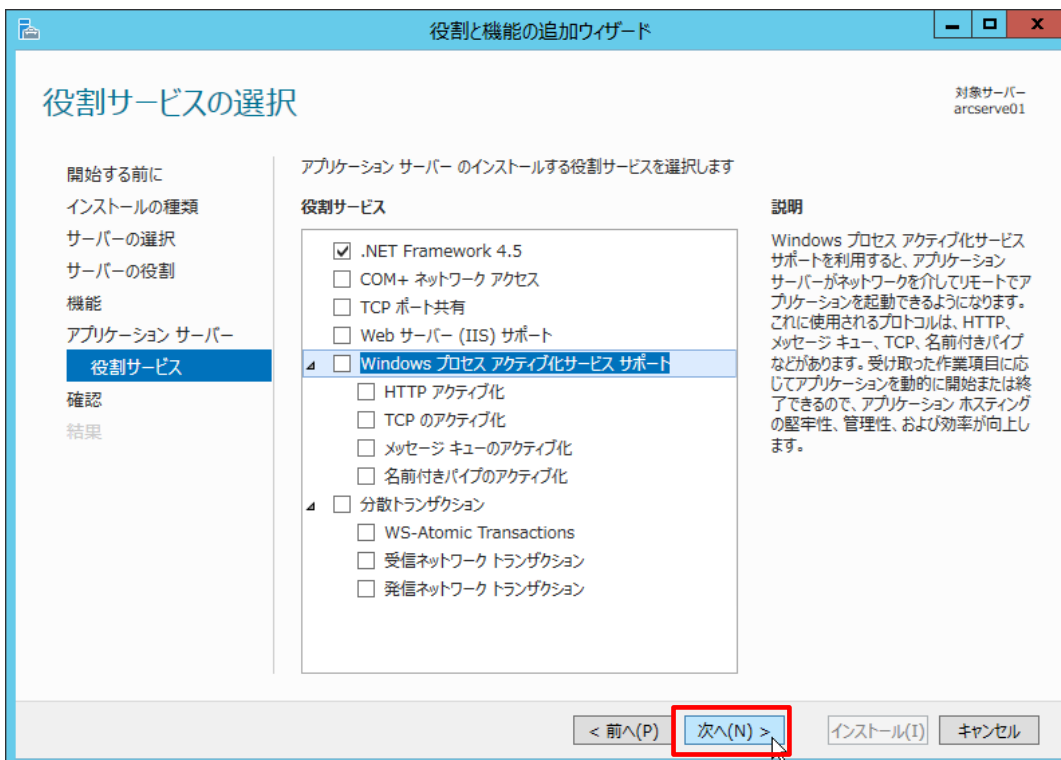 役割と機能の追加ウィザード
役割サービスの選択
対象サーバー
arcserve01
開始する前に
インストールの種類
サーバーの選択
サーバーの役割
機能
アプリケーション サーバー
役割サービス
確認
結果
アプリケーション サーバー のインストールする役割サービスを選択します
役割サービス
.NET Framework 4.5
COM+ ネットワーク アクセス
TCP ポート共有
Web サーバー (IIS) サポート
Windows プロセス アクティブ化サービス サポート
HTTP アクティブ化
TCP のアクティブ化
メッセージ キューのアクティブ化
名前付きパイプのアクティブ化
分散トランザクション
WS-Atomic Transactions
受信ネットワーク トランザクション
発信ネットワーク トランザクション
説明
Windows プロセス アクティブ化サービス
サポートを利用すると、アプリケーション
サーバーがネットワークを介してリモートでア
プリケーションを起動できるようになります。
これに使用されるプロトコルは、HTTP、
メッセージ キュー、TCP、名前付きパイプ
などがあります。受け取った作業項目に応
じてアプリケーションを動的に開始または終
了できるので、アプリケーション ホスティング
の堅牢性、管理性、および効率が向上し
ます。
< 前へ(P)
次へ(N) >
インストール(I)
キャンセル